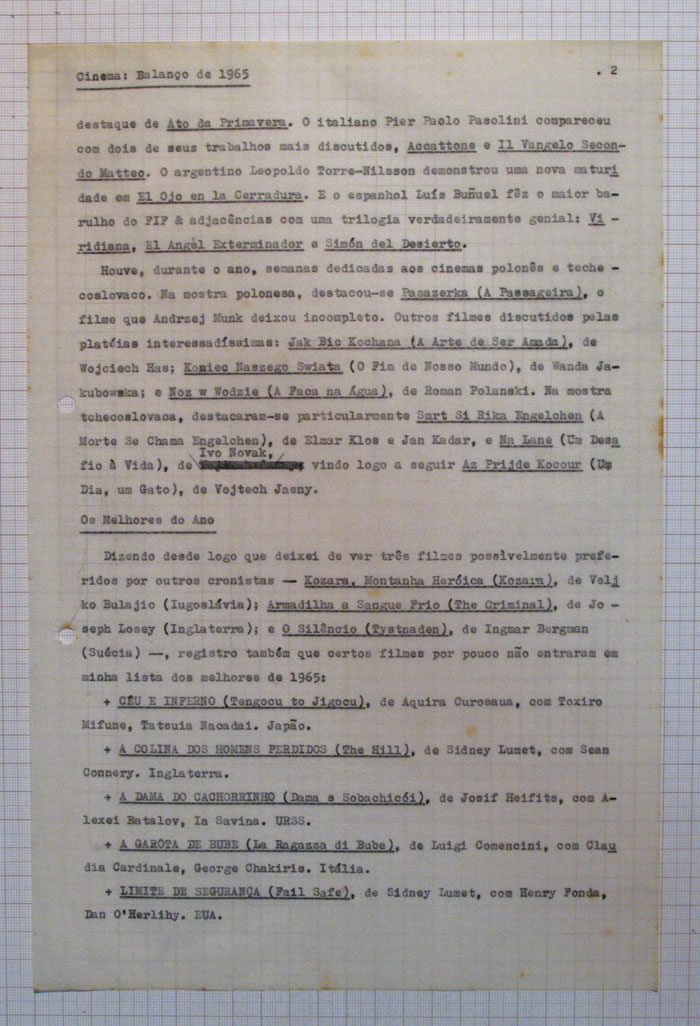 Cinema: Balanço de 1965 . 2
destaque de Ato da Primavera. O italiano Pier Paolo Pasolini compareceu
com dois de seus trabalhos mais discutidos, Accattone e Il Vangelo Secon-
do Matteo. O argentino Leopoldo Torre-Nilsson demonstrou uma nova maturi
dade em El Ojo en la Cerradura. E o espanhol Luís Buñuel fêz o maior ba-
rulho do FIF & adjacências com uma trilogia verdadeiramente genial: Vi -
ridiana, El Angèl Exterminador e Simón del Desierto.
Houve, durante o ano, semanas dedicadas aos cinemas polonês e teche -
coslovaco. Na mostra polonesa, destacou-se Pasazerka (A Passageira), o
filme que Andrzej Munk deixou incompleto. Outros filmes discutidos pelas
platéias interessadíssimas: Jak Bic Kochana (A Arte de Ser Amada), de
Wojciech Has; Koniec Naszego Swiata (O Fim de Nosso Mundo), de Wanda Ja-
kubowska; e Noz w Wodzie (A Faca na Água), de Roman Polanski. Na mostra
tchecoslovaca, destacaram-se particularmente Smrt Si Rika Engelchen (A
Morte Se Chama Engelchen), de Elmar Klos e Jan Kadar, e Na Lane (Um Desa
fio à Vida), de Ivo Novak, vindo logo a seguir Az Prijde Kocour (Um
Dia, um Gato), de Vojtech Jasny.
Os Melhores do Ano
Dizendo desde logo que deixei de ver três filmes possìvelmente prefe-
ridos por outros cronistas — Kozara, Montanha Heróica (Kozara), de Velj
ko Bulajic (Iugoslávia); Armadilha a Sangue Frio (The Criminal), de Jo -
seph Losey (Inglaterra); e O Silêncio (Tystnaden), de Ingmar Bergman
(Suécia) —, registro também que certos filmes por pouco não entraram em
minha lista dos melhores de 1965:
+ CÉU E INFERNO (Tengocu to Jigocu), de Aquira Curosaua, com Toxiro
Mifune, Tatsuia Nacadai. Japão.
+ A COLINA DOS HOMENS PERDIDOS (The Hill), de Sidney Lumet, com Sean
Connery. Inglaterra.
+ A DAMA DO CACHORRINHO (Dama s Sobachicói), de Josif Heifits, com A-
lexei Batalov, Ia Savina. URSS.
+ A GARÔTA DE BUBE (La Ragazza di Bube), de Luigi Comencini, com Clau
dia Cardinale, George Chakiris. Itália.
+ LIMITE DE SEGURANÇA (Fail Safe), de Sidney Lumet, com Henry Fonda,
Dan O'Herlihy. EUA.